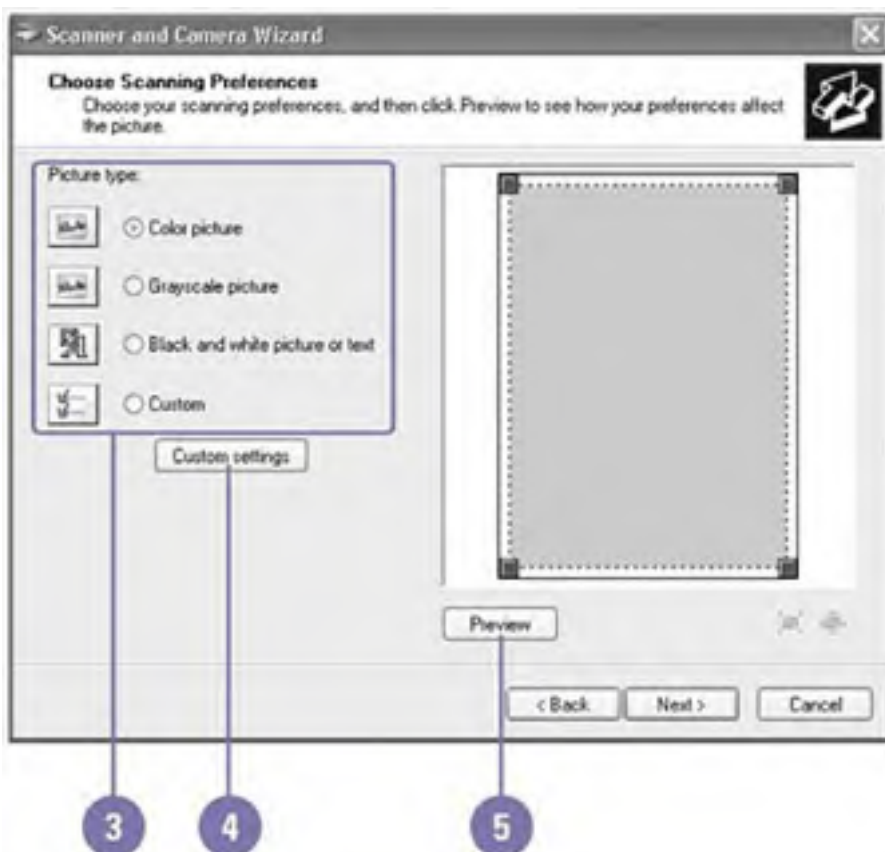 Scanner and Camera Wizard
Choose Scanning Preferences
Choose your scanning preferences, and then click Preview to see how your preferences affect
the picture.
Picture type:
Color picture
Grayscale picture
Black and white picture or text
Custom
Custom settings
Preview
< Back
Next >
Cancel
3
4
5